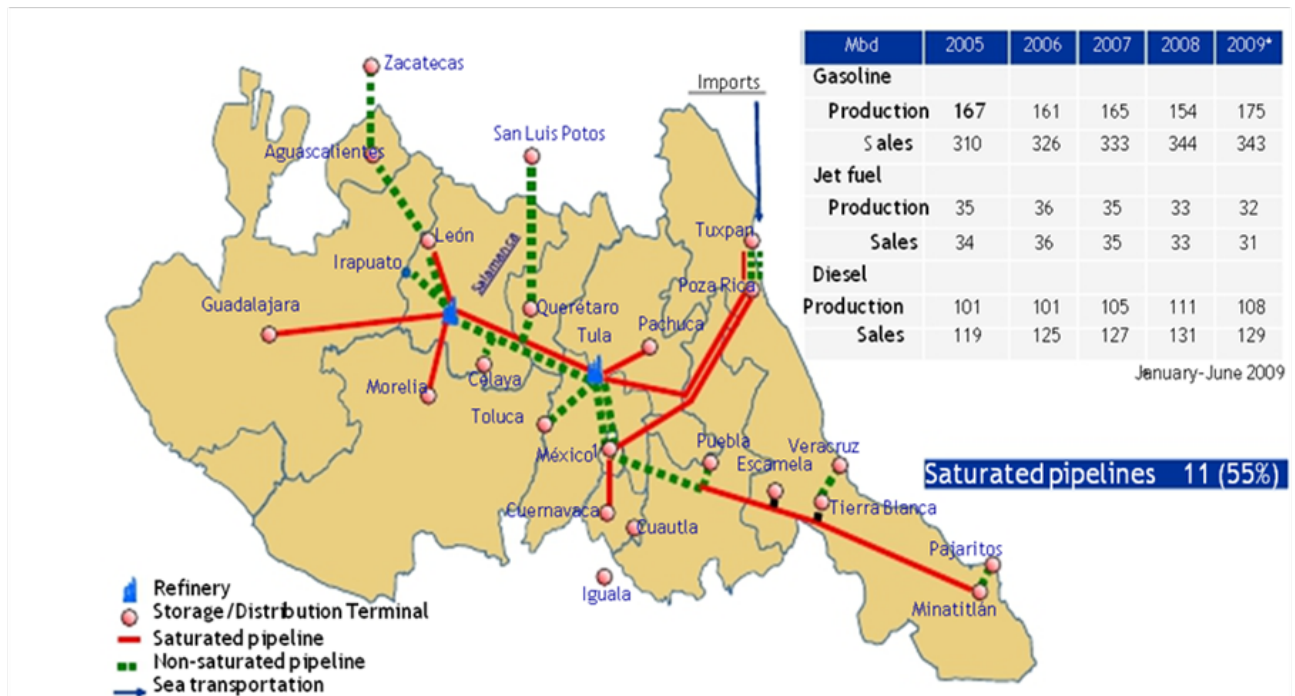 Zacatecas
Imports
San Luis Potos
Aguascalientes
León
Salamansa
Tuxpan
Irapuato
Poza Rica
Guadalajara
Querétaro
Pachuca
Tula
Morelia
Celaya
Toluca
México¹
Puebla
Veracruz
Escamela
Cuernavaca
Tierra Blanca
Cuautla
Pajaritos
Iguala
Minatitlán
Mbd 2005 2006 2007 2008 2009*
Gasoline
Production 167 161 165 154 175
Sales 310 326 333 344 343
Jet fuel
Production 35 36 35 33 32
Sales 34 36 35 33 31
Diesel
Production 101 101 105 111 108
Sales 119 125 127 131 129
January-June 2009
Saturated pipelines 11 (55%)
Refinery
Storage/Distribution Terminal
Saturated pipeline
Non-saturated pipeline
Sea transportation